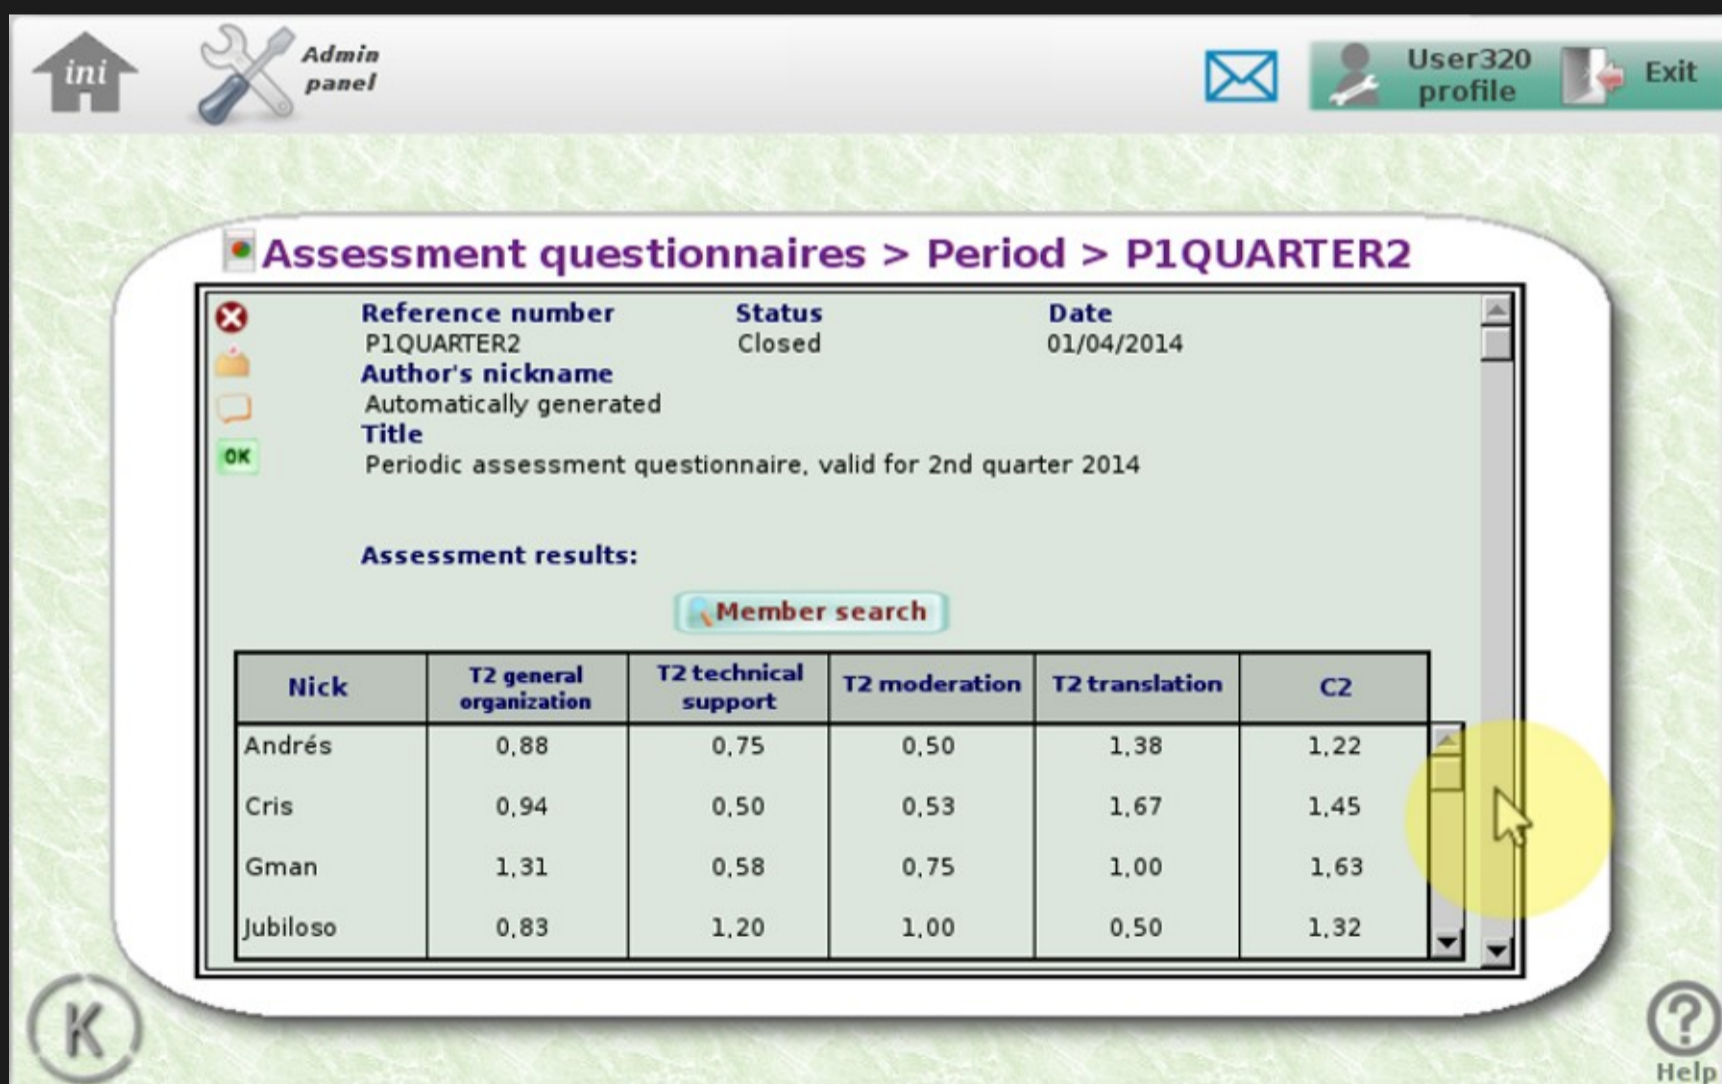 ini
Admin
panel
User320
profile
Exit
Assessment questionnaires > Period > P1QUARTER2
Reference number Status Date
P1QUARTER2 Closed 01/04/2014
Author's nickname
Automatically generated
Title
OK
Periodic assessment questionnaire, valid for 2nd quarter 2014
Assessment results:
Member search
Nick T2 general organization T2 technical support T2 moderation T2 translation C2
Andrés 0,88 0,75 0,50 1,38 1,22
Cris 0,94 0,50 0,53 1,67 1,45
Gman 1,31 0,58 0,75 1,00 1,63
Jubiloso 0,83 1,20 1,00 0,50 1,32
K
?
Help